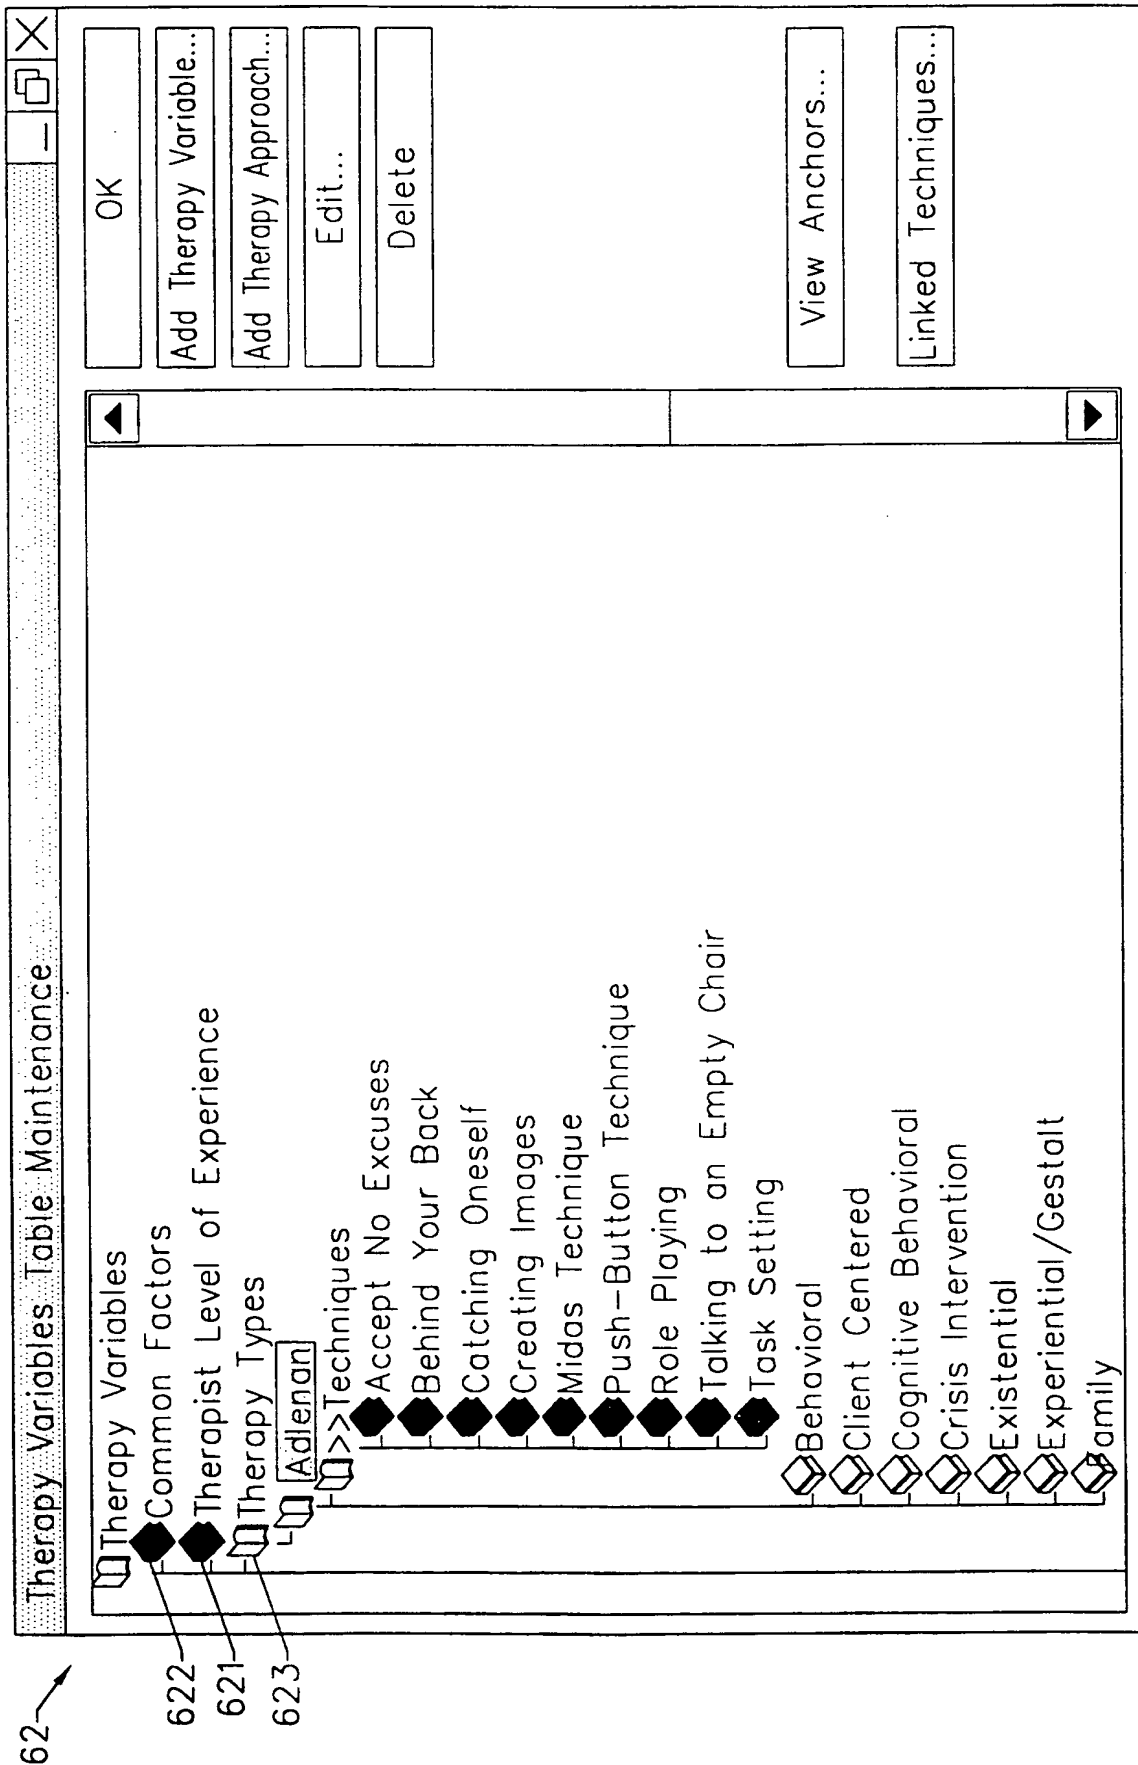 62
Therapy Variables Table Maintenance
Therapy Variables
Common Factors
Therapist Level of Experience
Therapy Types
Adlenan
>>Techniques
Accept No Excuses
Behind Your Back
Catching Oneself
Creating Images
Midas Technique
Push-Button Technique
Role Playing
Talking to an Empty Chair
Task Setting
Behavioral
Client Centered
Cognitive Behavioral
Crisis Intervention
Existential
Experiential/Gestalt
Family
622
621
623
OK
Add Therapy Variable...
Add Therapy Approach...
Edit...
Delete
View Anchors...
Linked Techniques...